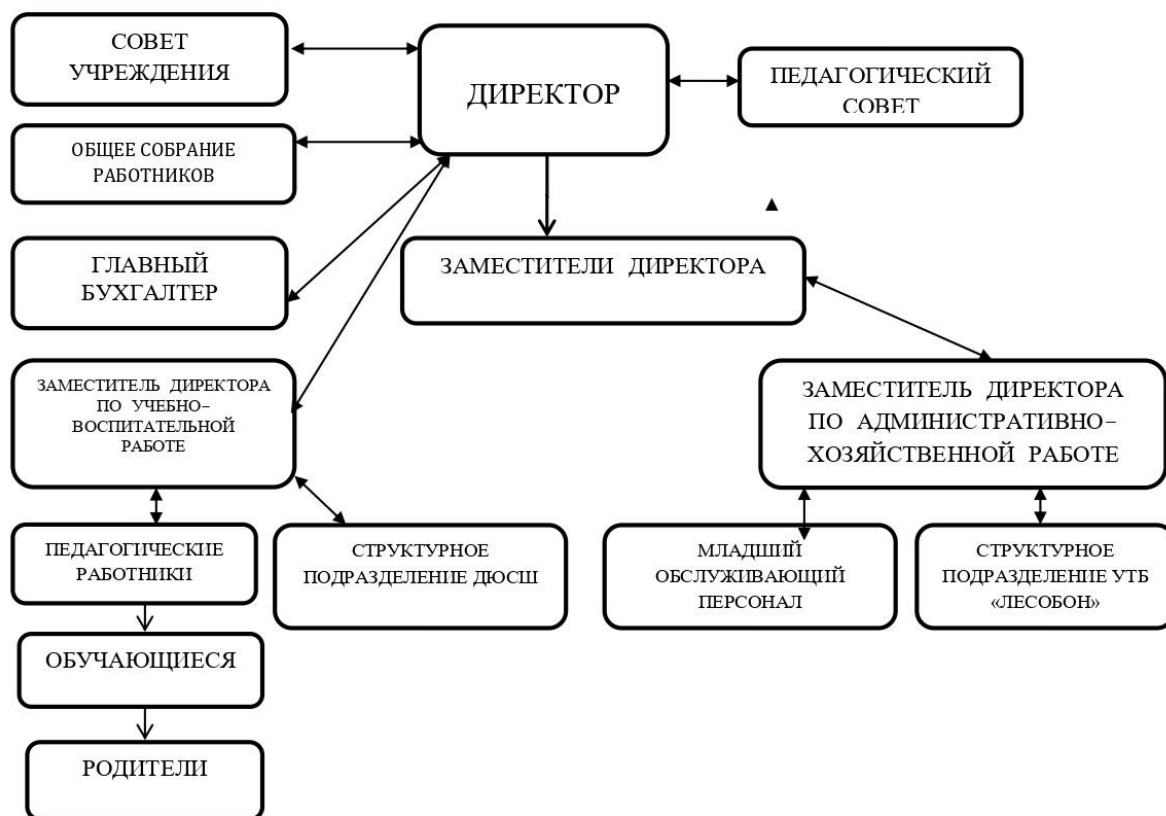 СОВЕТ
УЧРЕЖДЕНИЯ
ДИРЕКТОР
ПЕДАГОГИЧЕСКИЙ
СОВЕТ
ОБЩЕЕ СОБРАНИЕ
РАБОТНИКОВ
ГЛАВНЫЙ
БУХГАЛТЕР
ЗАМЕСТИТЕЛИ ДИРЕКТОРА
ЗАМЕСТИТЕЛЬ ДИРЕКТОРА
ПО УЧЕБНО–
ВОСПИТАТЕЛЬНОЙ
РАБОТЕ
ЗАМЕСТИТЕЛЬ ДИРЕКТОРА
ПО АДМИНИСТРАТИВНО–
ХОЗЯЙСТВЕННОЙ РАБОТЕ
ПЕДАГОГИЧЕСКИЕ
РАБОТНИКИ
СТРУКТУРНОЕ
ПОДРАЗДЕЛЕНИЕ ДЮСШ
МЛАДШИЙ
ОБСЛУЖИВАЮЩИЙ
ПЕРСОНАЛ
СТРУКТУРНОЕ
ПОДРАЗДЕЛЕНИЕ УТБ
«ЛЕСОБОН»
ОБУЧАЮЩИЕСЯ
РОДИТЕЛИ